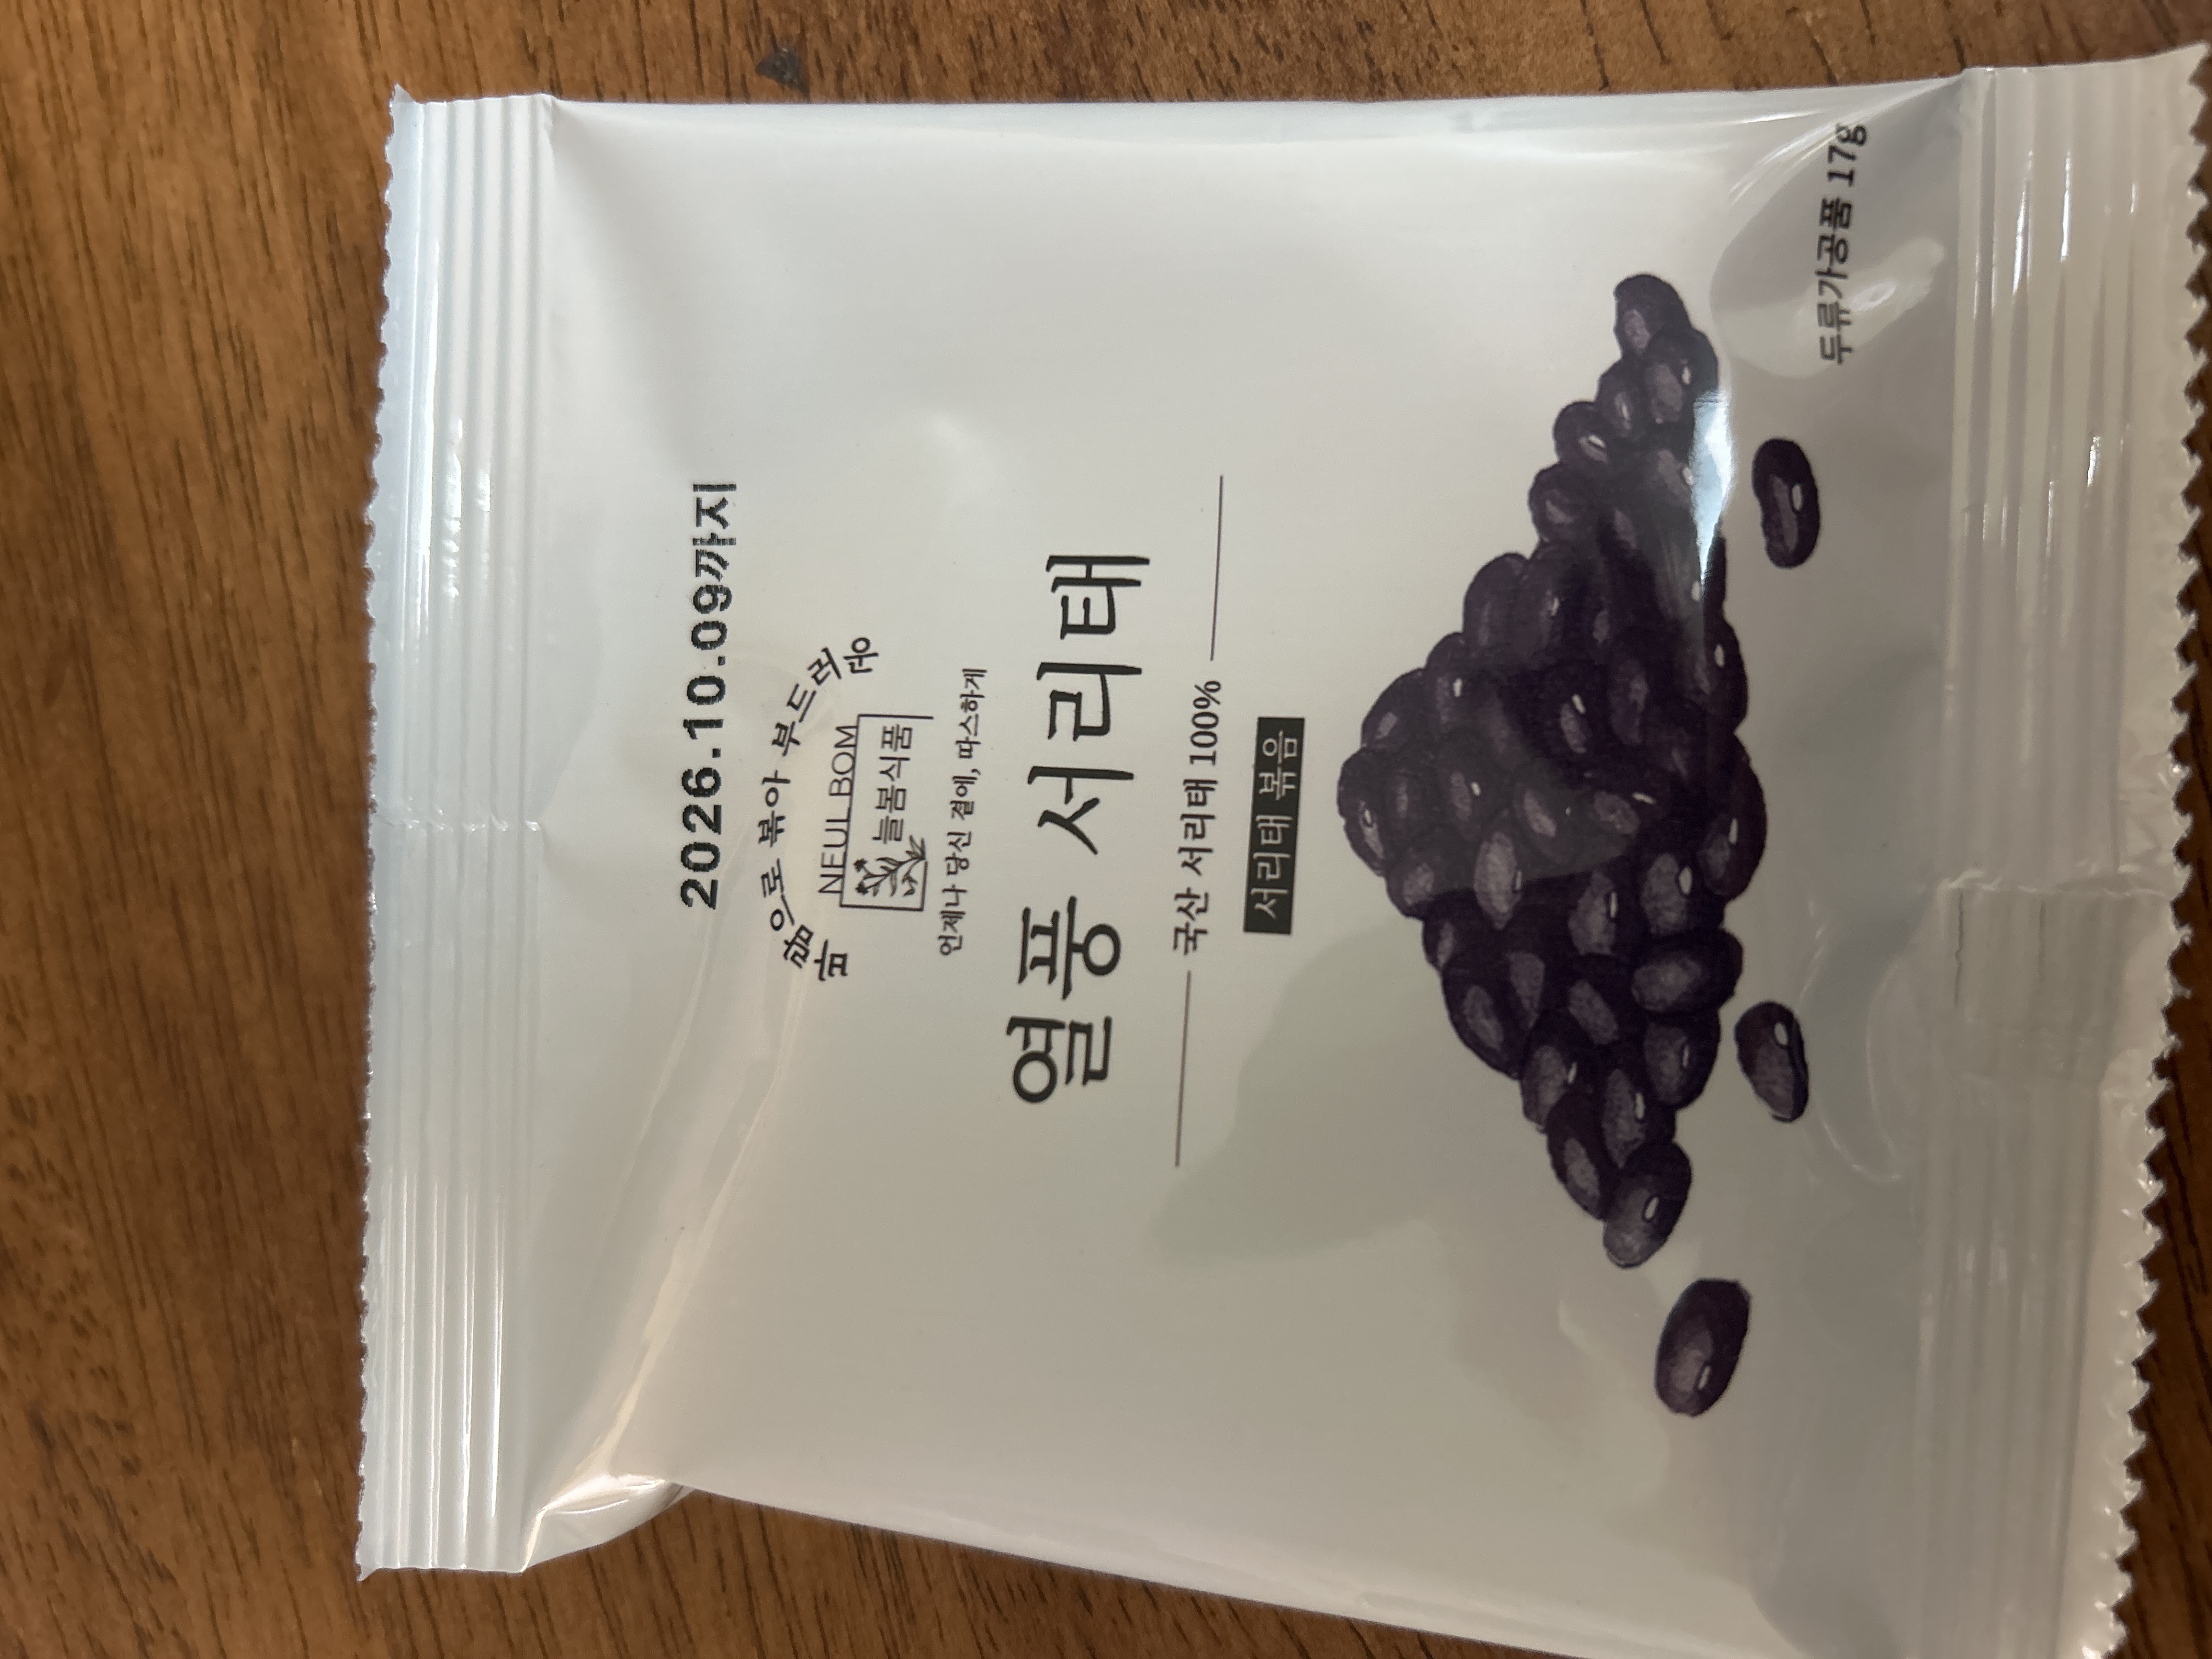 2026.10.09까지
열풍으로 볶아 부드러운
NEULBOM
늘봄식품
언제나 당신 곁에, 따스하게
열풍 서리태
국산 서리태 100%
서리태 볶음
두류가공품 17g